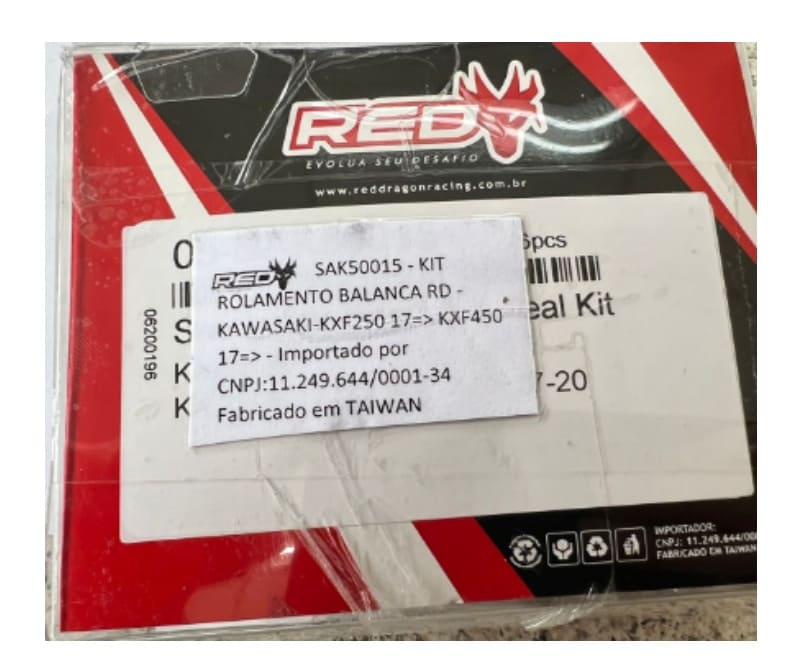 RED
EVOLUA SEU DESAFIO
www.reddragonracing.com.br
0
6pcs
RED SAK50015 - KIT
ROLAMENTO BALANCA RD -
KAWASAKI-KXF250 17=> KXF450
17=> - Importado por
CNPJ:11.249.644/0001-34
Fabricado em TAIWAN
06200196
S
eal Kit
K
7-20
K
IMPORTADOR:
CNPJ: 11.249.644/00
FABRICADO EM TAIWAN